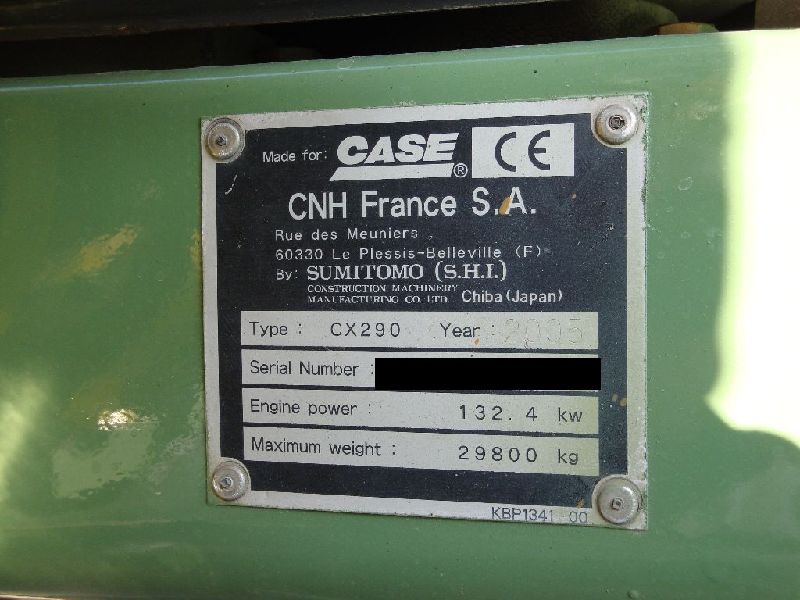 Made for: CASE® CE
CNH France S.A.
Rue des Meuniers
60330 Le Plessis-Belleville (F)
By: SUMITOMO (S.H.I.)
CONSTRUCTION MACHINERY
MANUFACTURING CO. LTD. Chiba (Japan)
Type : CX290 Year : 2005
Serial Number :
Engine power : 132.4 kw
Maximum weight : 29800 kg
KBP1341 00